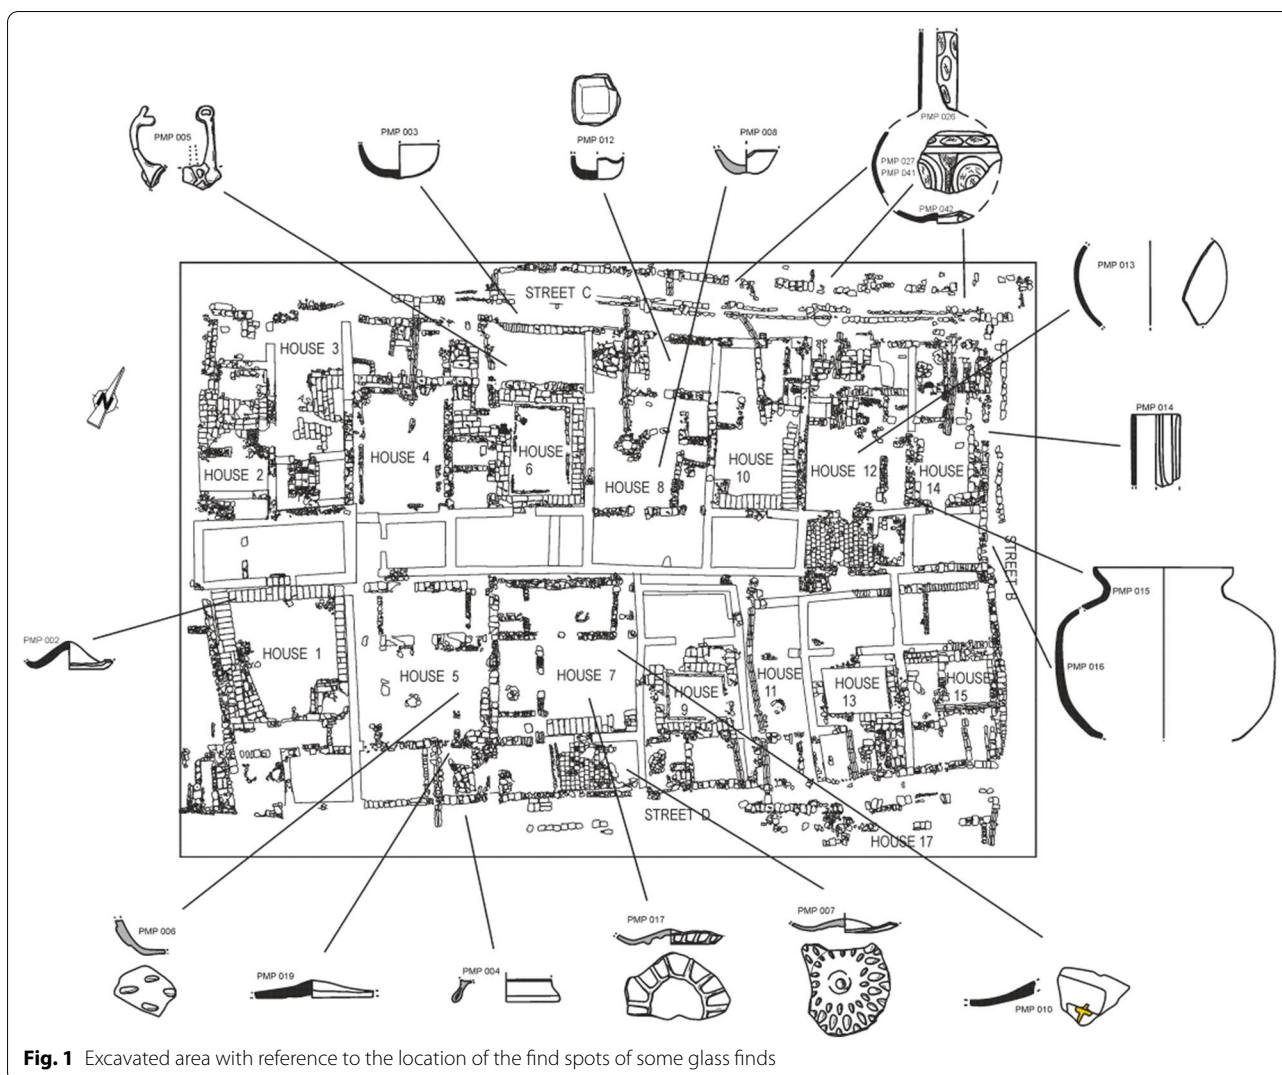 PMP 026
PMP 005
PMP 003
PMP 012
PMP 008
PMP 027
PMP 041
PMP 042
PMP 013
STREET C
HOUSE 3
N
PMP 014
HOUSE 2
HOUSE 4
HOUSE
6
HOUSE 8
HOUSE
10
HOUSE 12
HOUSE
14
STREET B
PMP 015
PMP 002
HOUSE 1
HOUSE 5
HOUSE 7
HOUSE
9
HOUSE
11
HOUSE
13
HOUSE
15
PMP 016
STREET D
HOUSE 17
PMP 006
PMP 019
PMP 004
PMP 017
PMP 007
PMP 010
Fig. 1 Excavated area with reference to the location of the find spots of some glass finds